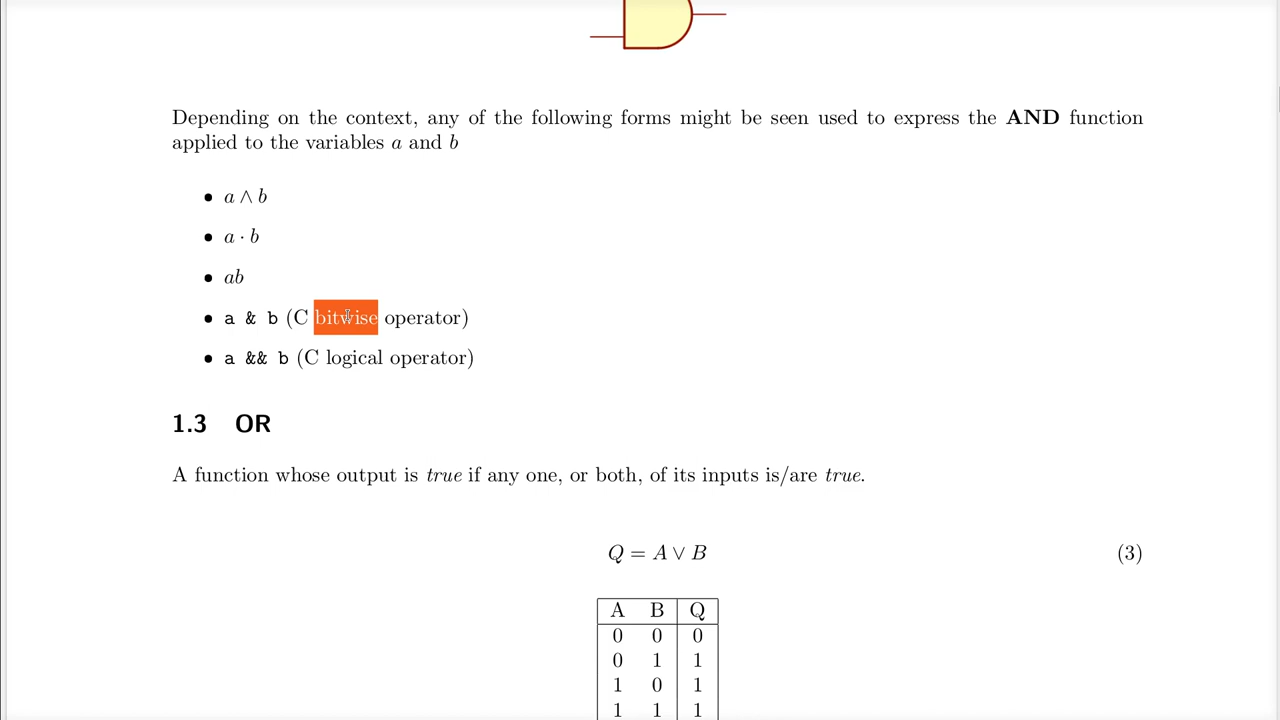 Depending on the context, any of the following forms might be seen used to express the AND function
applied to the variables a and b
• a ∧ b
• a · b
• ab
• a & b (C bitwise operator)
• a && b (C logical operator)
1.3 OR
A function whose output is true if any one, or both, of its inputs is/are true.
Q = A ∨ B (3)
A B Q
0 0 0
0 1 1
1 0 1
1 1 1